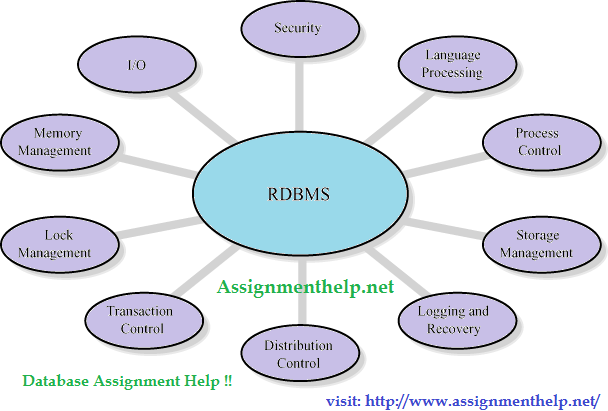 Security
I/O
Language
Processing
Memory
Management
Process
Control
RDBMS
Lock
Management
Storage
Management
Assignmenthelp.net
Transaction
Control
Logging and
Recovery
Distribution
Control
Database Assignment Help !!
visit: http://www.assignmenthelp.net/